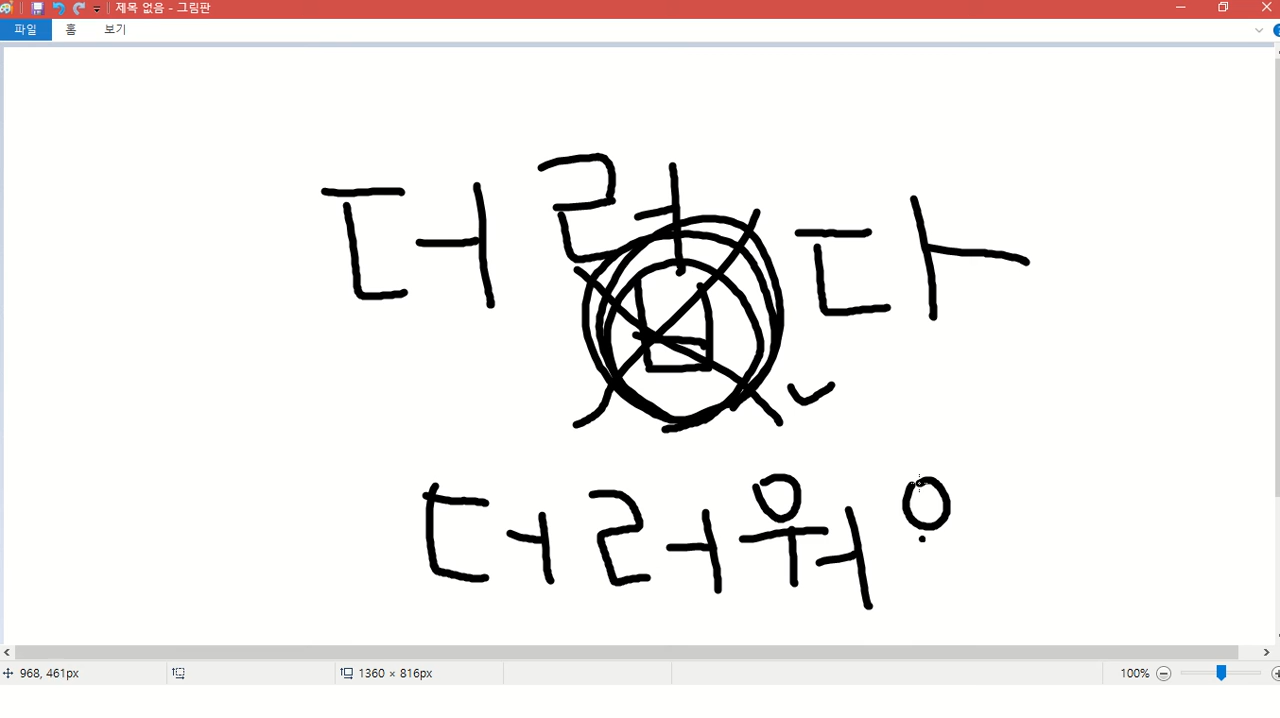 제목 없음 - 그림판
파일 홈 보기
더럽다
더러워
968, 461px 1360 × 816px 100%